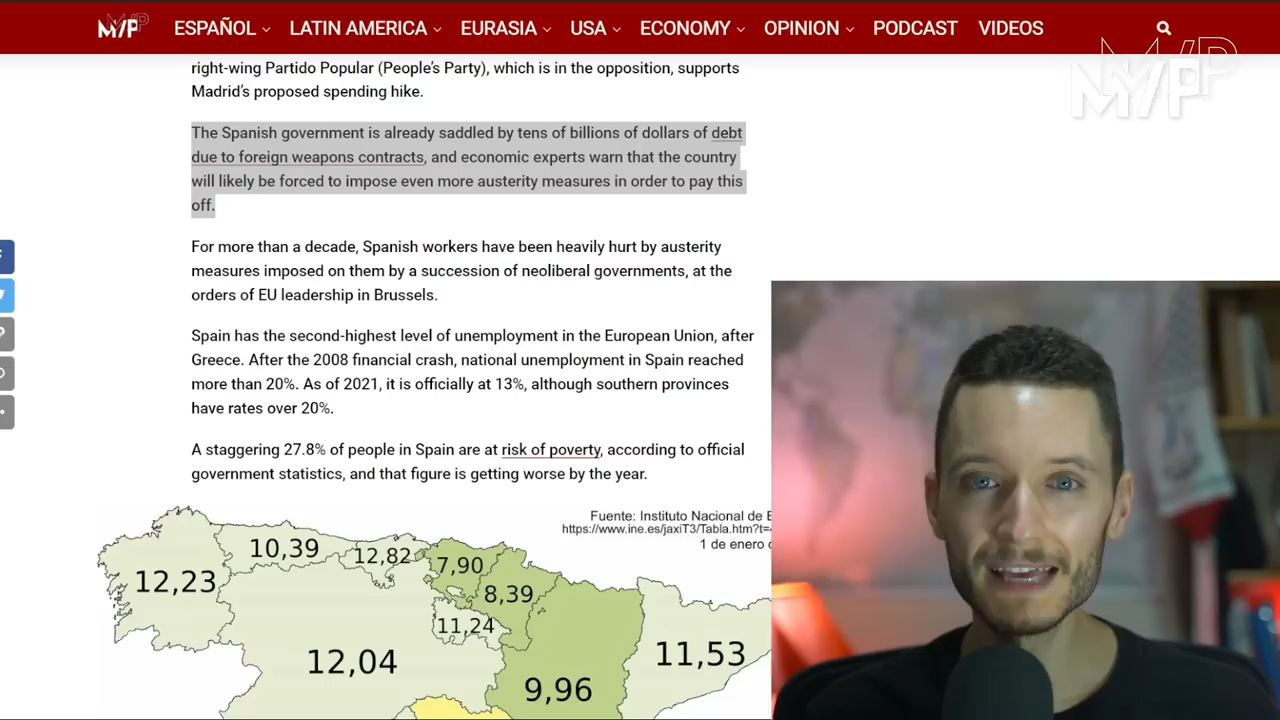 M/P ESPAÑOL LATIN AMERICA EURASIA USA ECONOMY OPINION PODCAST VIDEOS
M/P
right-wing Partido Popular (People's Party), which is in the opposition, supports
Madrid's proposed spending hike.
The Spanish government is already saddled by tens of billions of dollars of debt
due to foreign weapons contracts, and economic experts warn that the country
will likely be forced to impose even more austerity measures in order to pay this
off.
For more than a decade, Spanish workers have been heavily hurt by austerity
measures imposed on them by a succession of neoliberal governments, at the
orders of EU leadership in Brussels.
Spain has the second-highest level of unemployment in the European Union, after
Greece. After the 2008 financial crash, national unemployment in Spain reached
more than 20%. As of 2021, it is officially at 13%, although southern provinces
have rates over 20%.
A staggering 27.8% of people in Spain are at risk of poverty, according to official
government statistics, and that figure is getting worse by the year.
Fuente: Instituto Nacional de
https://www.ine.es/jaxiT3/Tabla.htm?t=
1 de enero
10,39
12,82
7,90
12,23
8,39
11,24
12,04
11,53
9,96